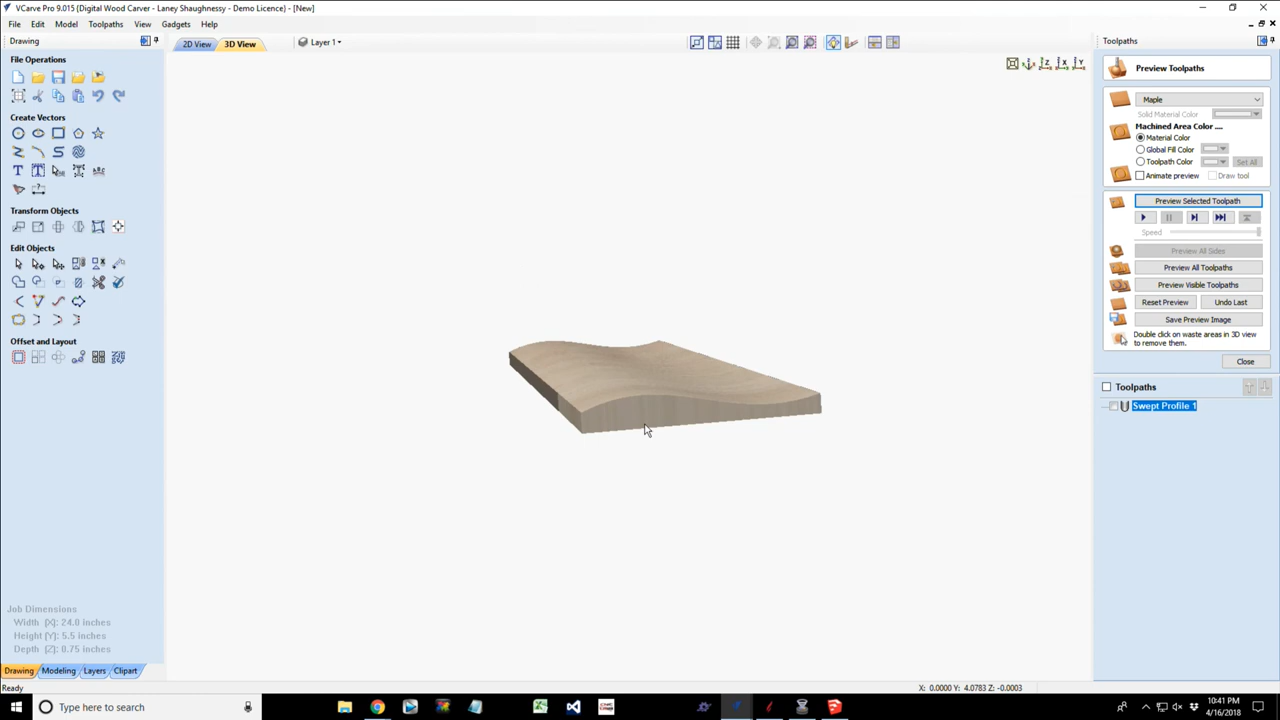 VCarve Pro 9.015 {Digital Wood Carver - Laney Shaughnessy - Demo Licence} - [New]
File Edit Model Toolpaths View Gadgets Help
Drawing
2D View 3D View Layer 1
Toolpaths
File Operations
Create Vectors
Transform Objects
Edit Objects
Offset and Layout
Job Dimensions
Width (X): 24.0 inches
Height (Y): 5.5 inches
Depth (Z): 0.75 inches
Drawing Modeling Layers Clipart
Ready
Z X Y
Preview Toolpaths
Maple
Solid Material Color
Machined Area Color ....
Material Color
Global Fill Color
Toolpath Color Set All
Animate preview Draw tool
Preview Selected Toolpath
Speed
Preview All Sides
Preview All Toolpaths
Preview Visible Toolpaths
Reset Preview Undo Last
Save Preview Image
Double click on waste areas in 3D view
to remove them.
Close
Toolpaths
Swept Profile 1
X: 0.0000 Y: 4.0783 Z: -0.0003
Type here to search
10:41 PM
4/16/2018